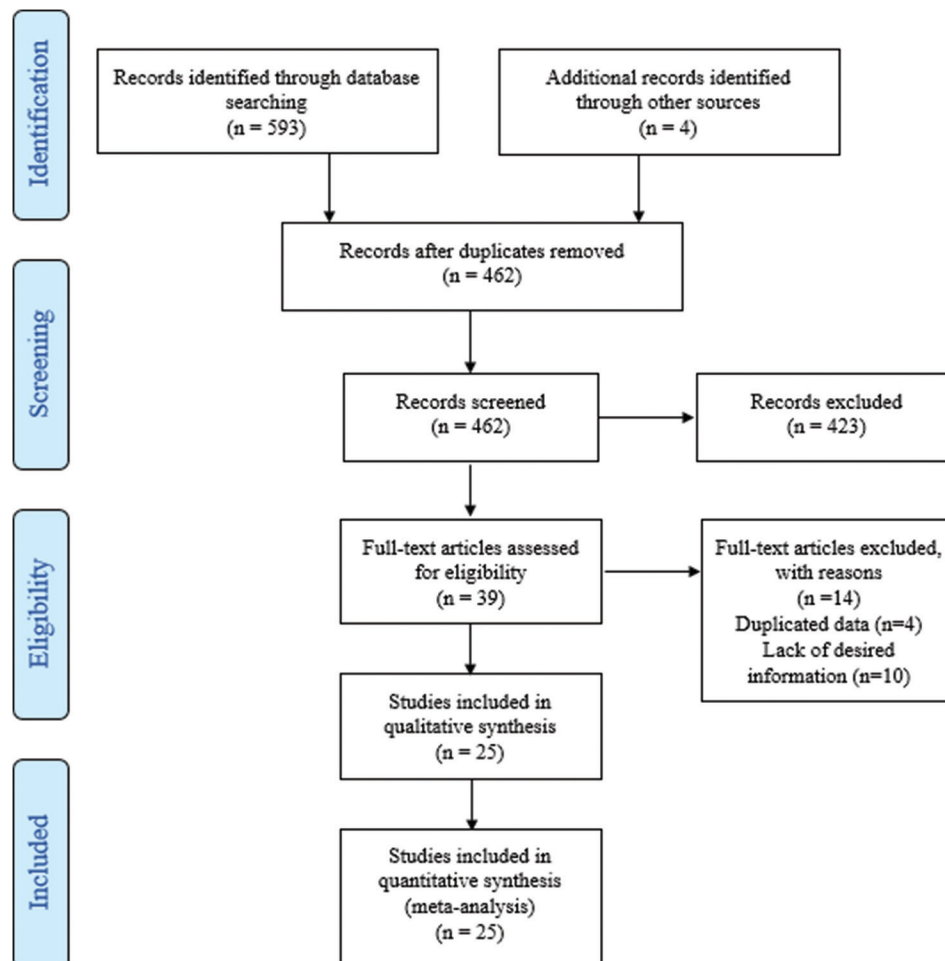 Identification
Records identified through database
searching
(n = 593)
Additional records identified
through other sources
(n = 4)
Records after duplicates removed
(n = 462)
Screening
Records screened
(n = 462)
Records excluded
(n = 423)
Eligibility
Full-text articles assessed
for eligibility
(n = 39)
Full-text articles excluded,
with reasons
(n =14)
Duplicated data (n=4)
Lack of desired
information (n=10)
Studies included in
qualitative synthesis
(n = 25)
Included
Studies included in
quantitative synthesis
(meta-analysis)
(n = 25)